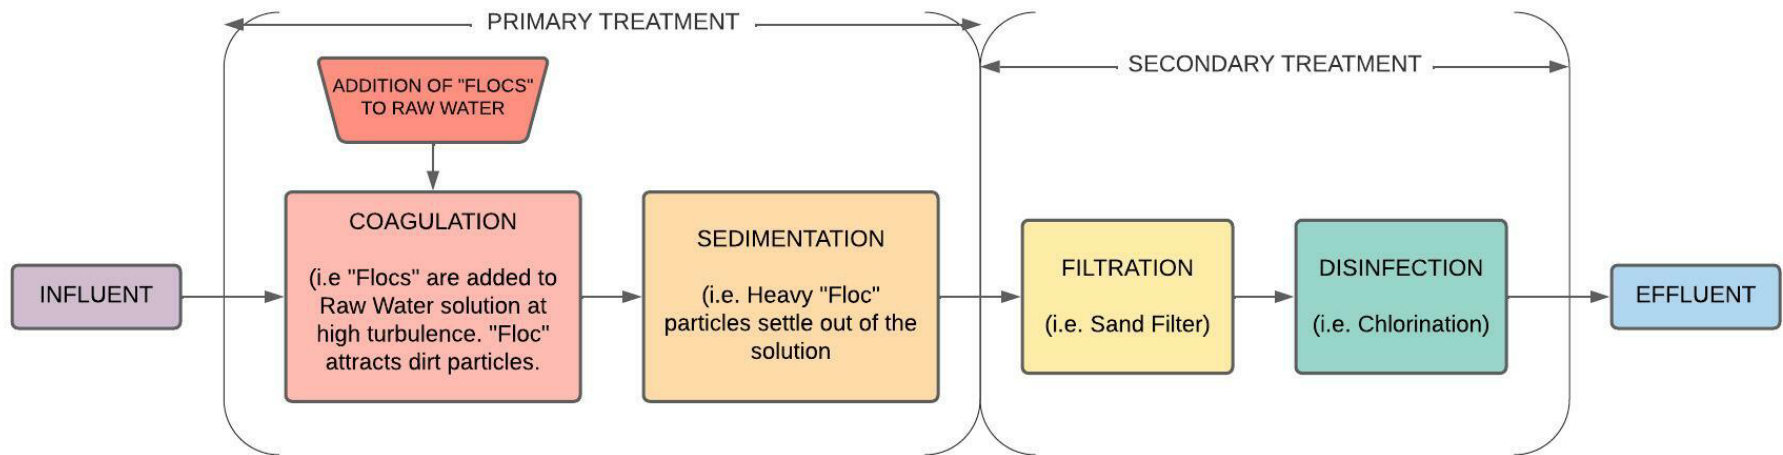 PRIMARY TREATMENT
SECONDARY TREATMENT
ADDITION OF "FLOCS"
TO RAW WATER
INFLUENT
COAGULATION
(i.e "Flocs" are added to
Raw Water solution at
high turbulence. "Floc"
attracts dirt particles.
SEDIMENTATION
(i.e. Heavy "Floc"
particles settle out of the
solution
FILTRATION
(i.e. Sand Filter)
DISINFECTION
(i.e. Chlorination)
EFFLUENT